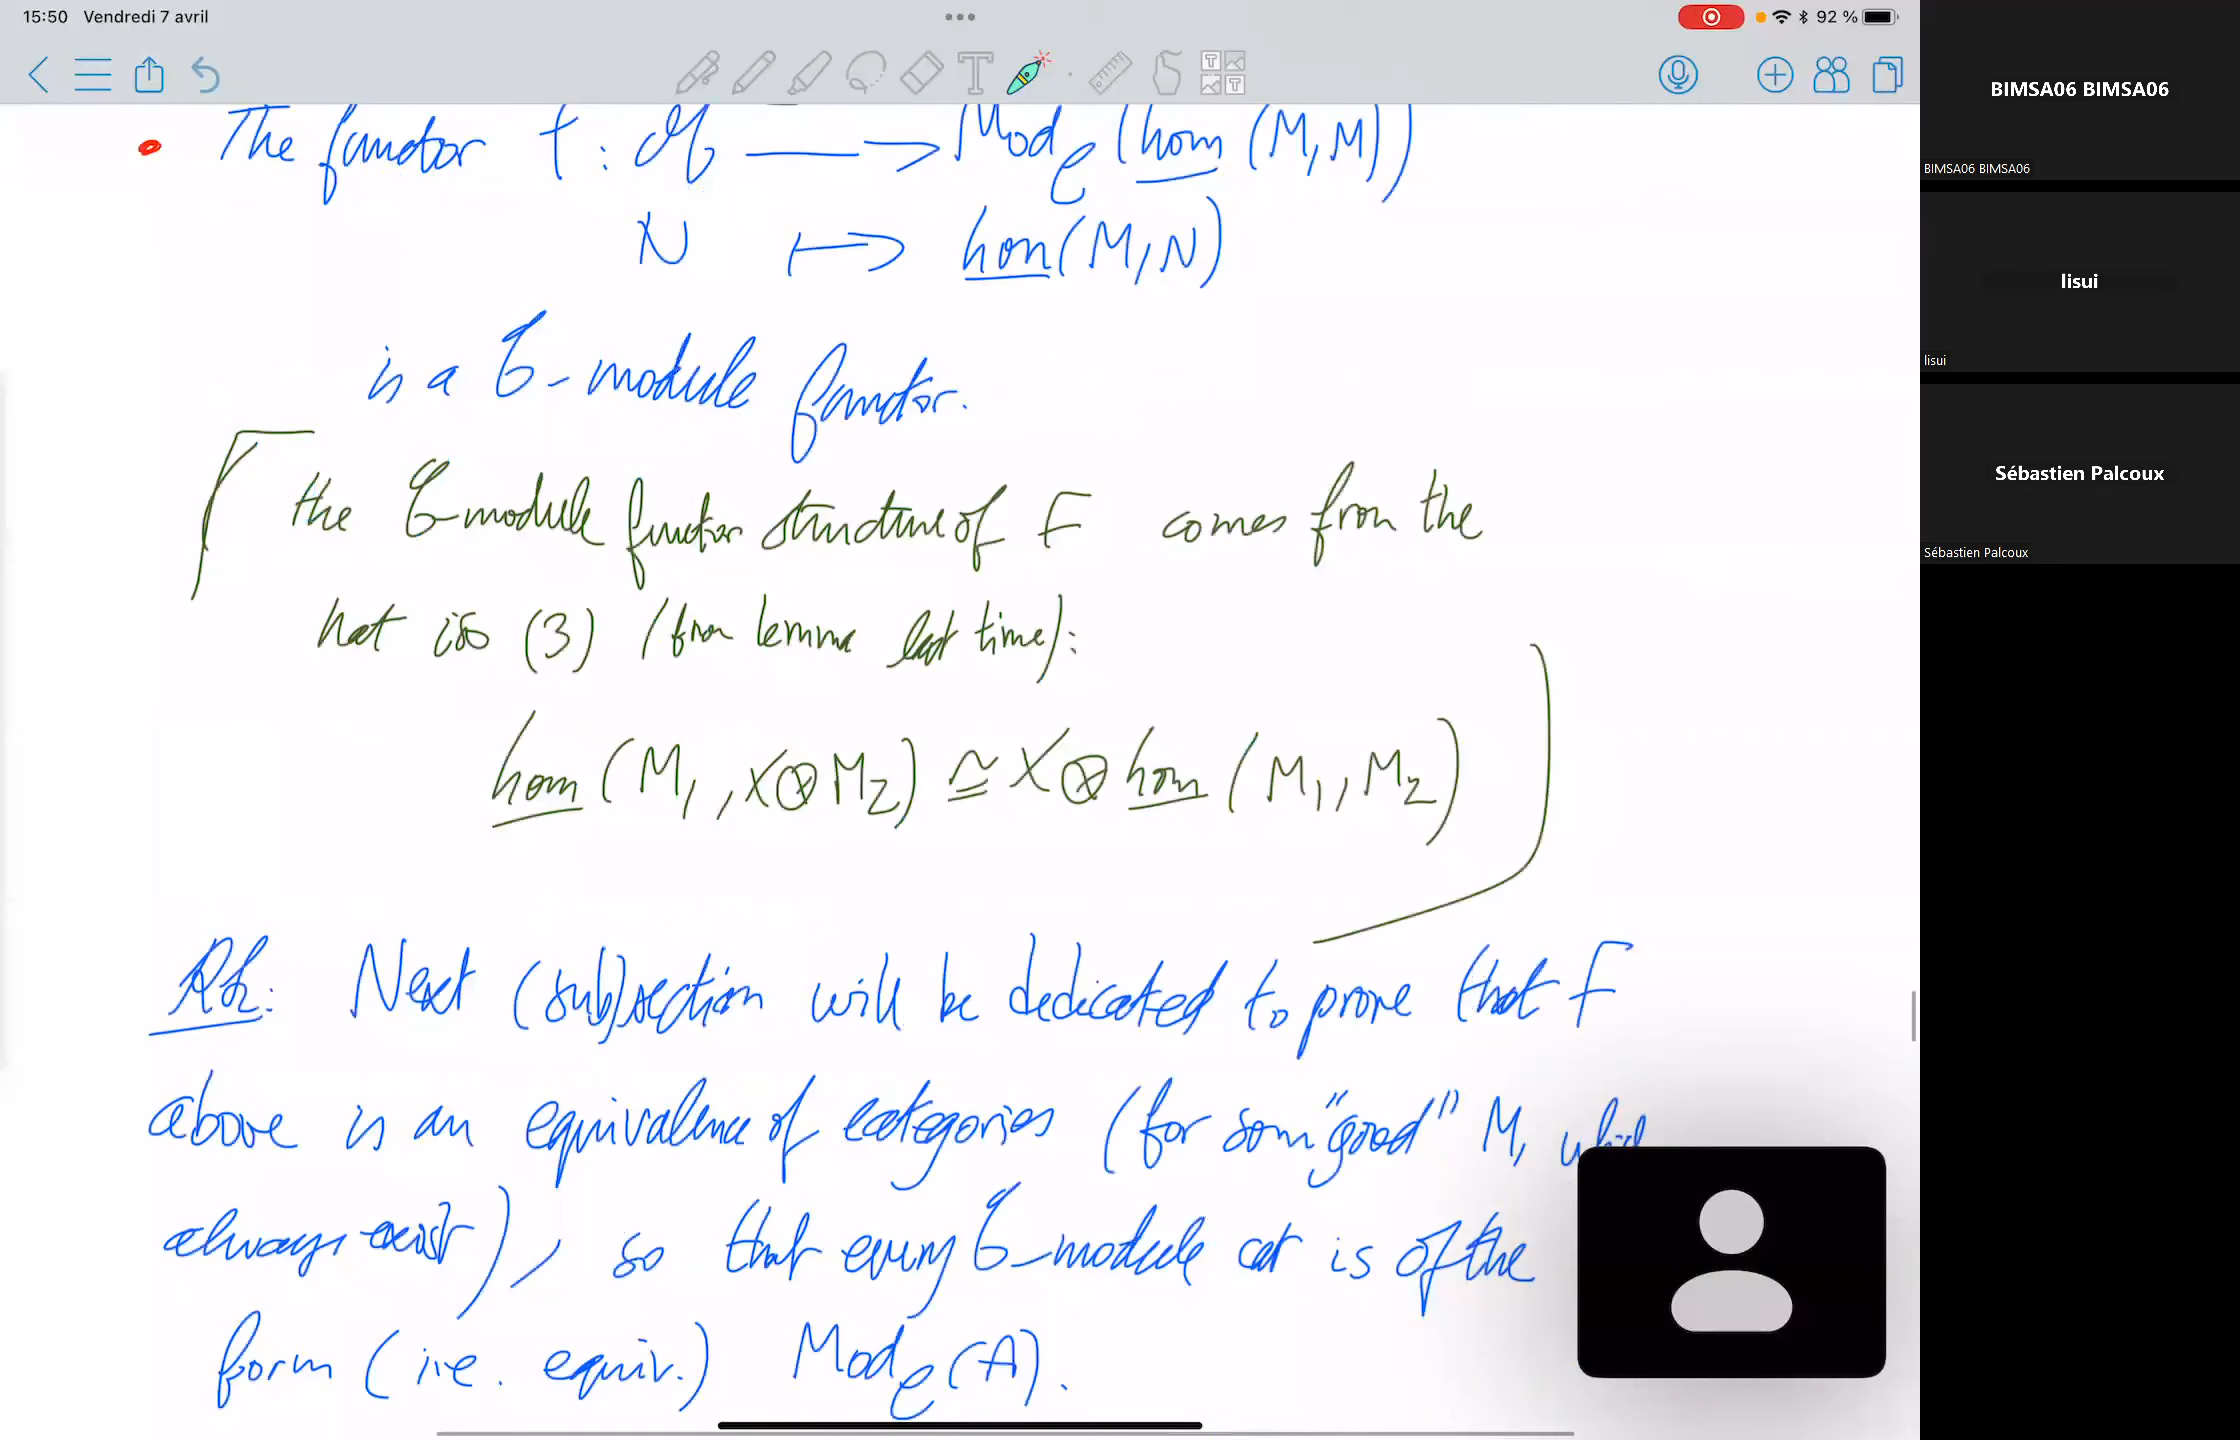 15:50 Vendredi 7 avril
92 %
• The functor F : ℳ ⟶ Mod_𝒞 (hom (M,M))
N ⟼ hom(M,N)
is a 𝒞-module functor.
the 𝒞-module functor structure of F comes from the
nat iso (3) (from lemma last time):
hom (M₁, X⊗M₂) ≅ X⊗hom (M₁, M₂)
Rk: Next (sub)section will be dedicated to prove that F
above is an equivalence of categories (for som "good" M, which
always exist), so that every 𝒞-module cat is of the
form (i.e. equiv.) Mod_𝒞 (A).
BIMSA06 BIMSA06
BIMSA06 BIMSA06
lisui
lisui
Sébastien Palcoux
Sébastien Palcoux